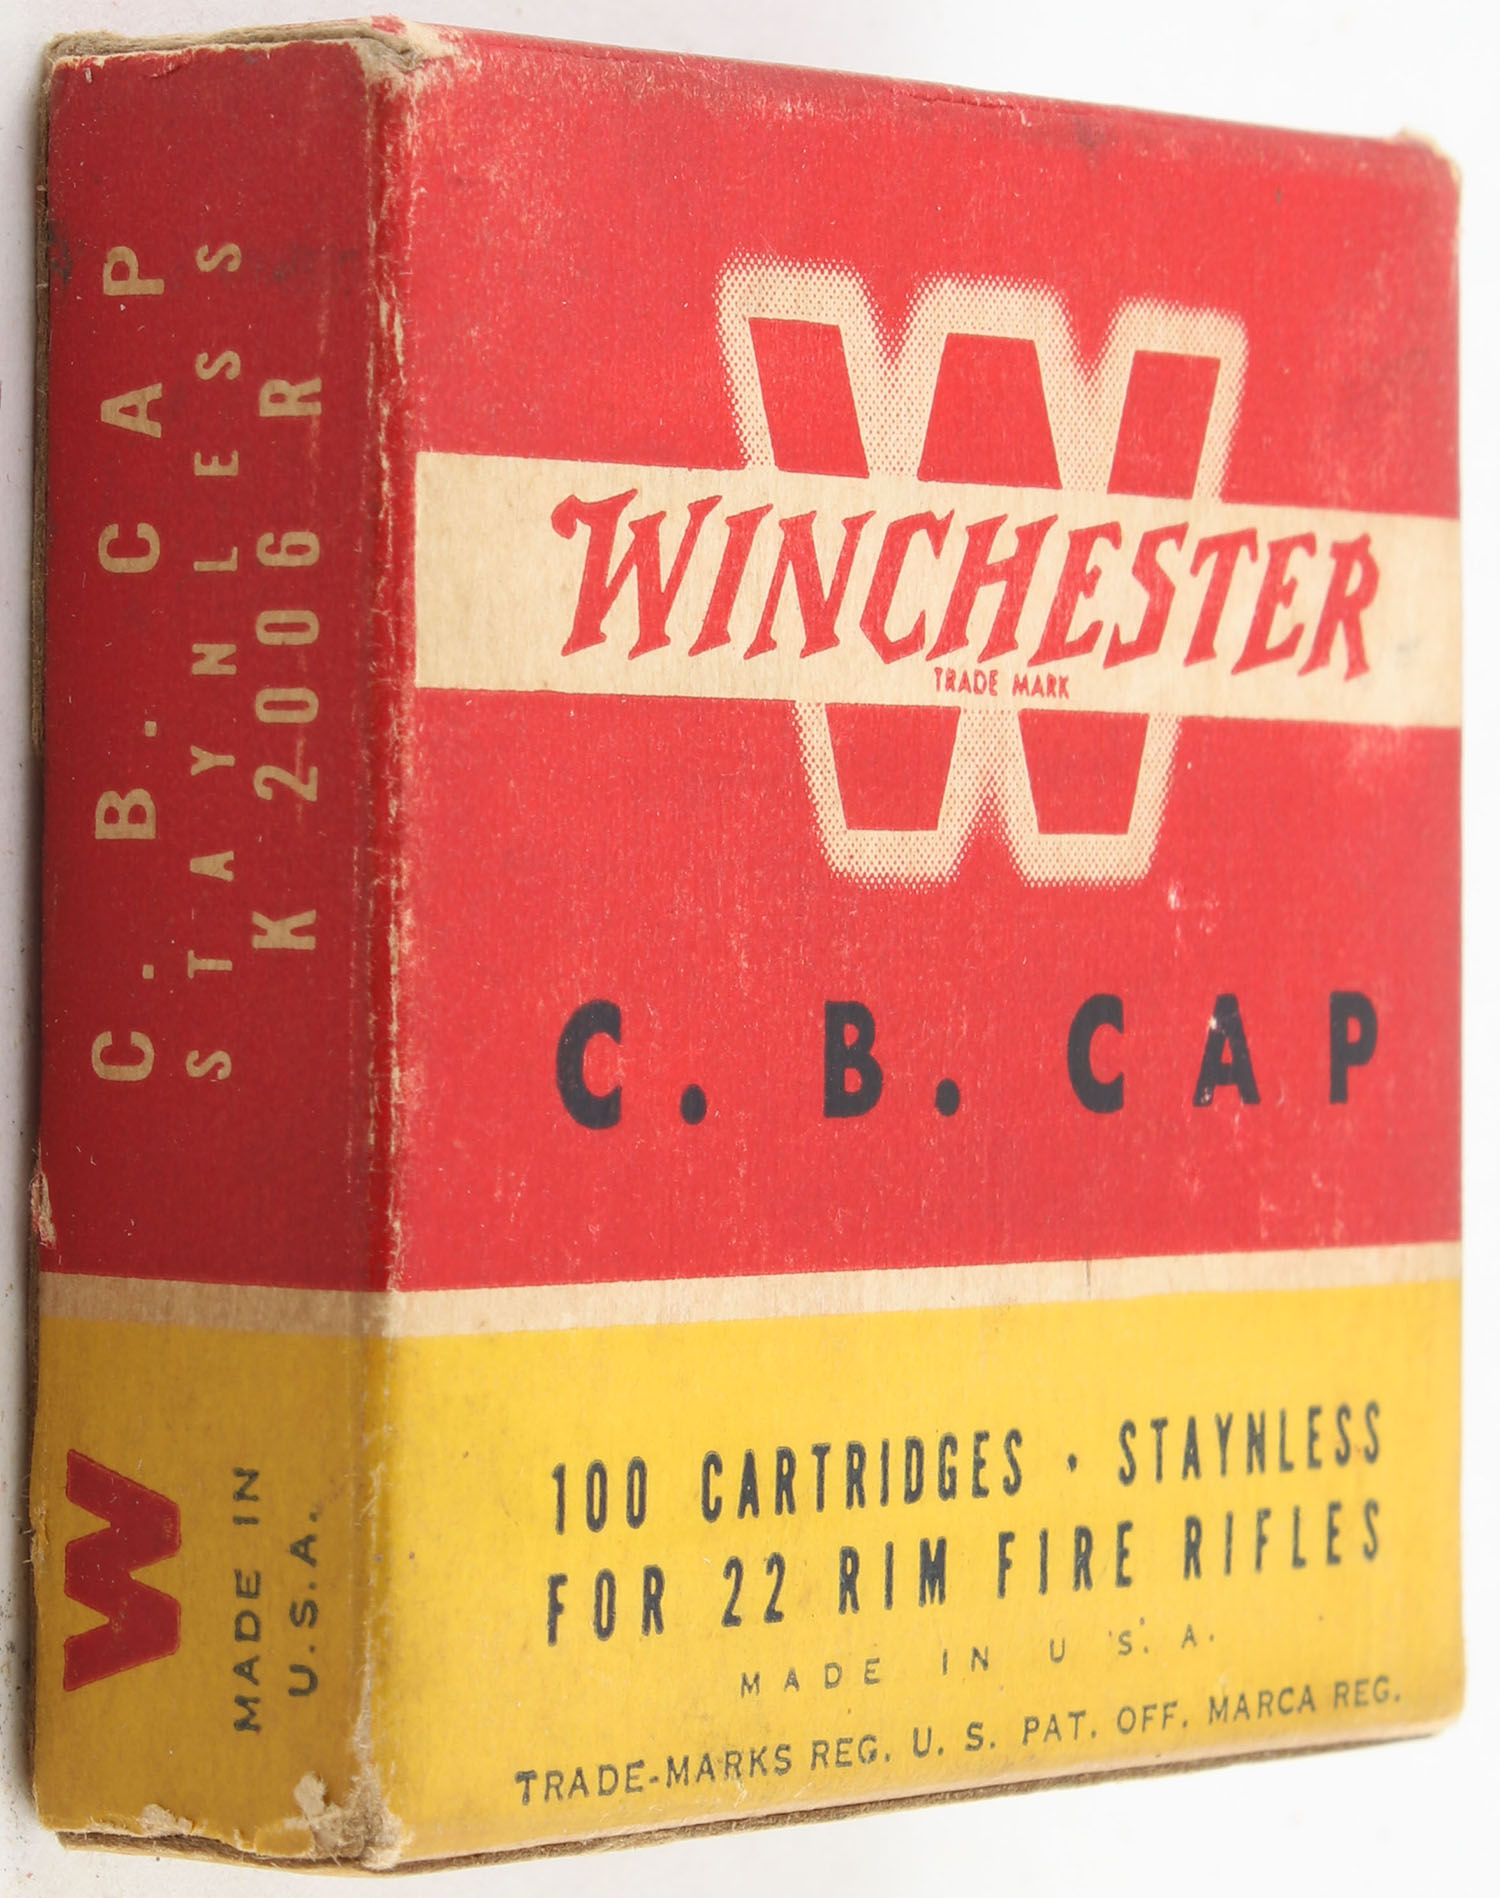 C. B. CAP
STAYNLESS
K 2006 R
W
MADE IN
U.S.A.
W
WINCHESTER
TRADE MARK
C. B. CAP
100 CARTRIDGES · STAYNLESS
FOR 22 RIM FIRE RIFLES
MADE IN U.S.A.
TRADE-MARKS REG. U. S. PAT. OFF. MARCA REG.